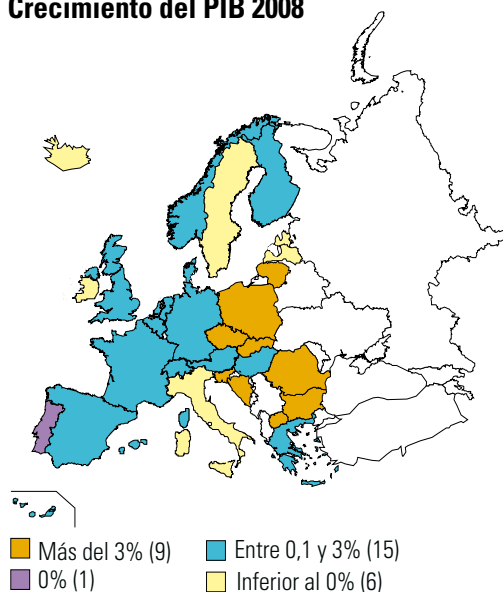 Crecimiento del PIB 2008
Más del 3% (9)
Entre 0,1 y 3% (15)
0% (1)
Inferior al 0% (6)